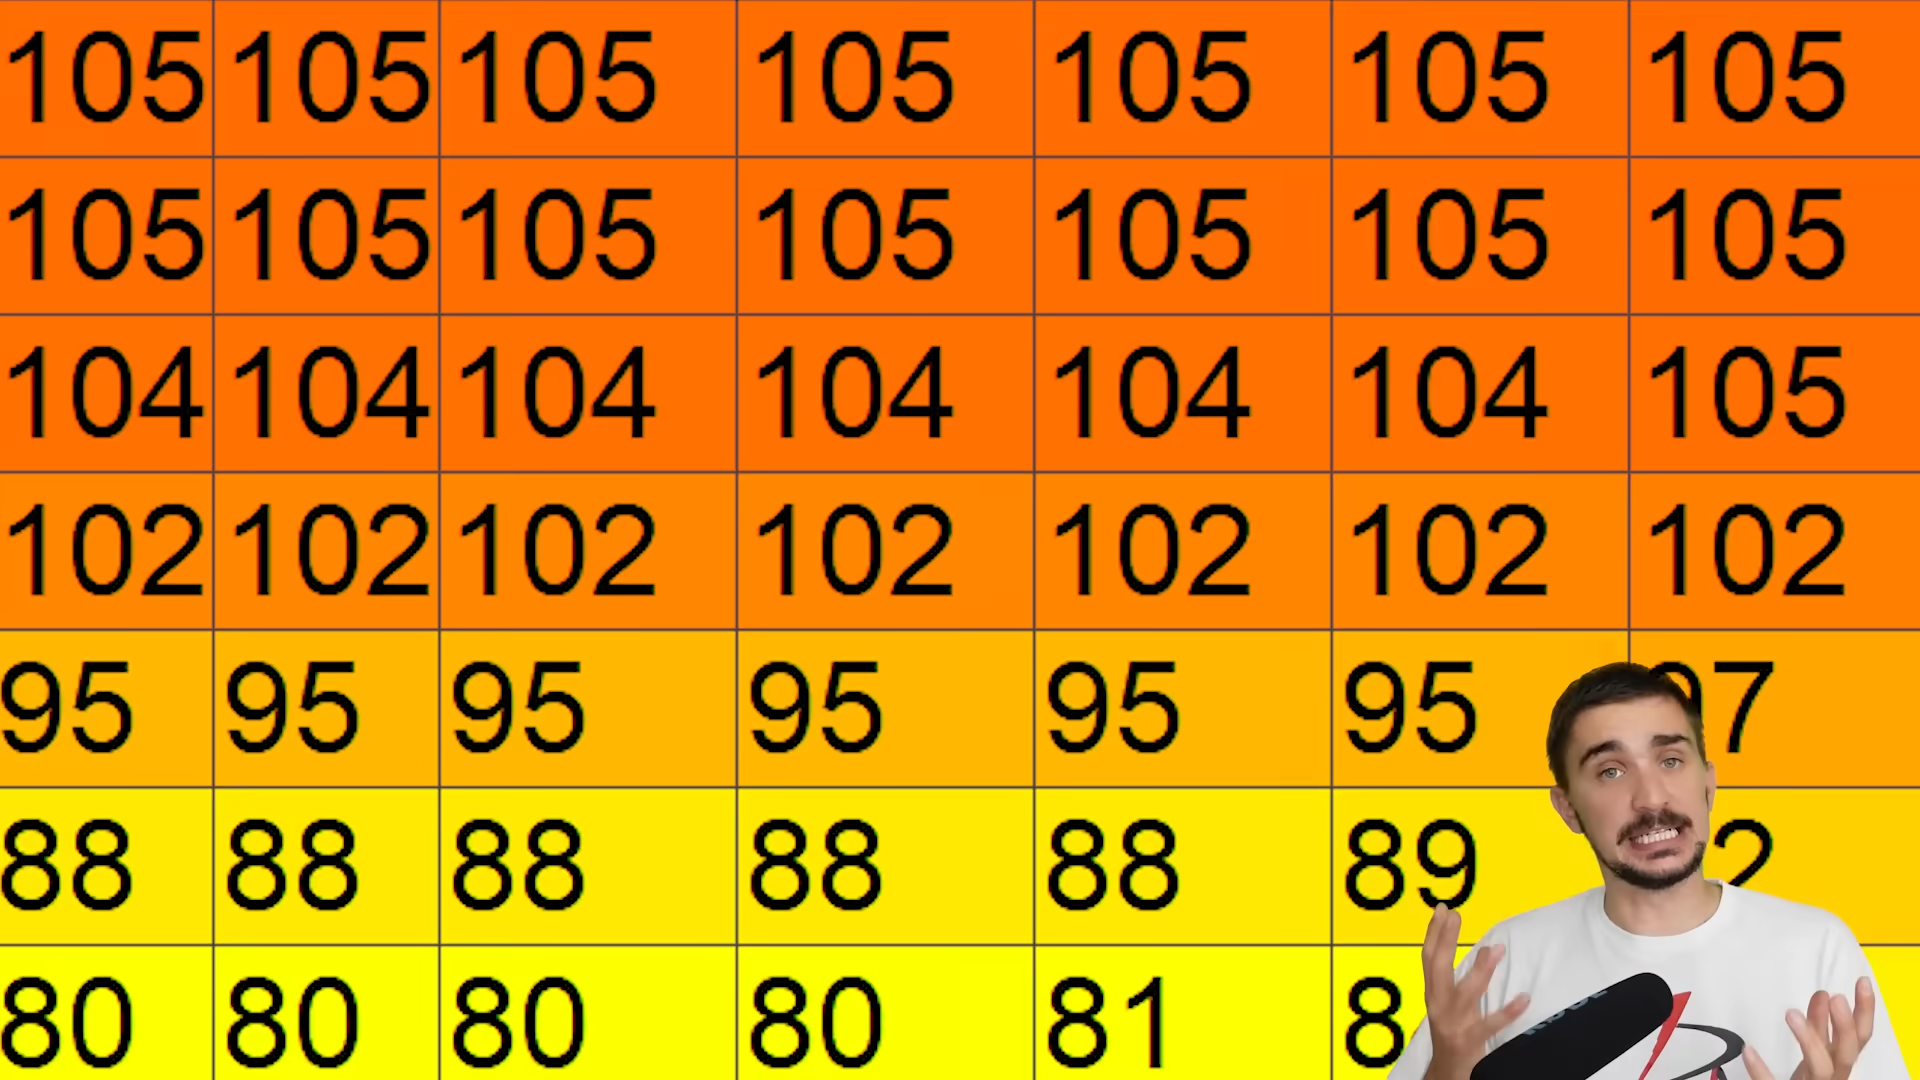 105 105 105 105 105 105 105
105 105 105 105 105 105 105
104 104 104 104 104 104 105
102 102 102 102 102 102 102
95 95 95 95 95 95
88 88 88 88 88 89
80 80 80 80 81